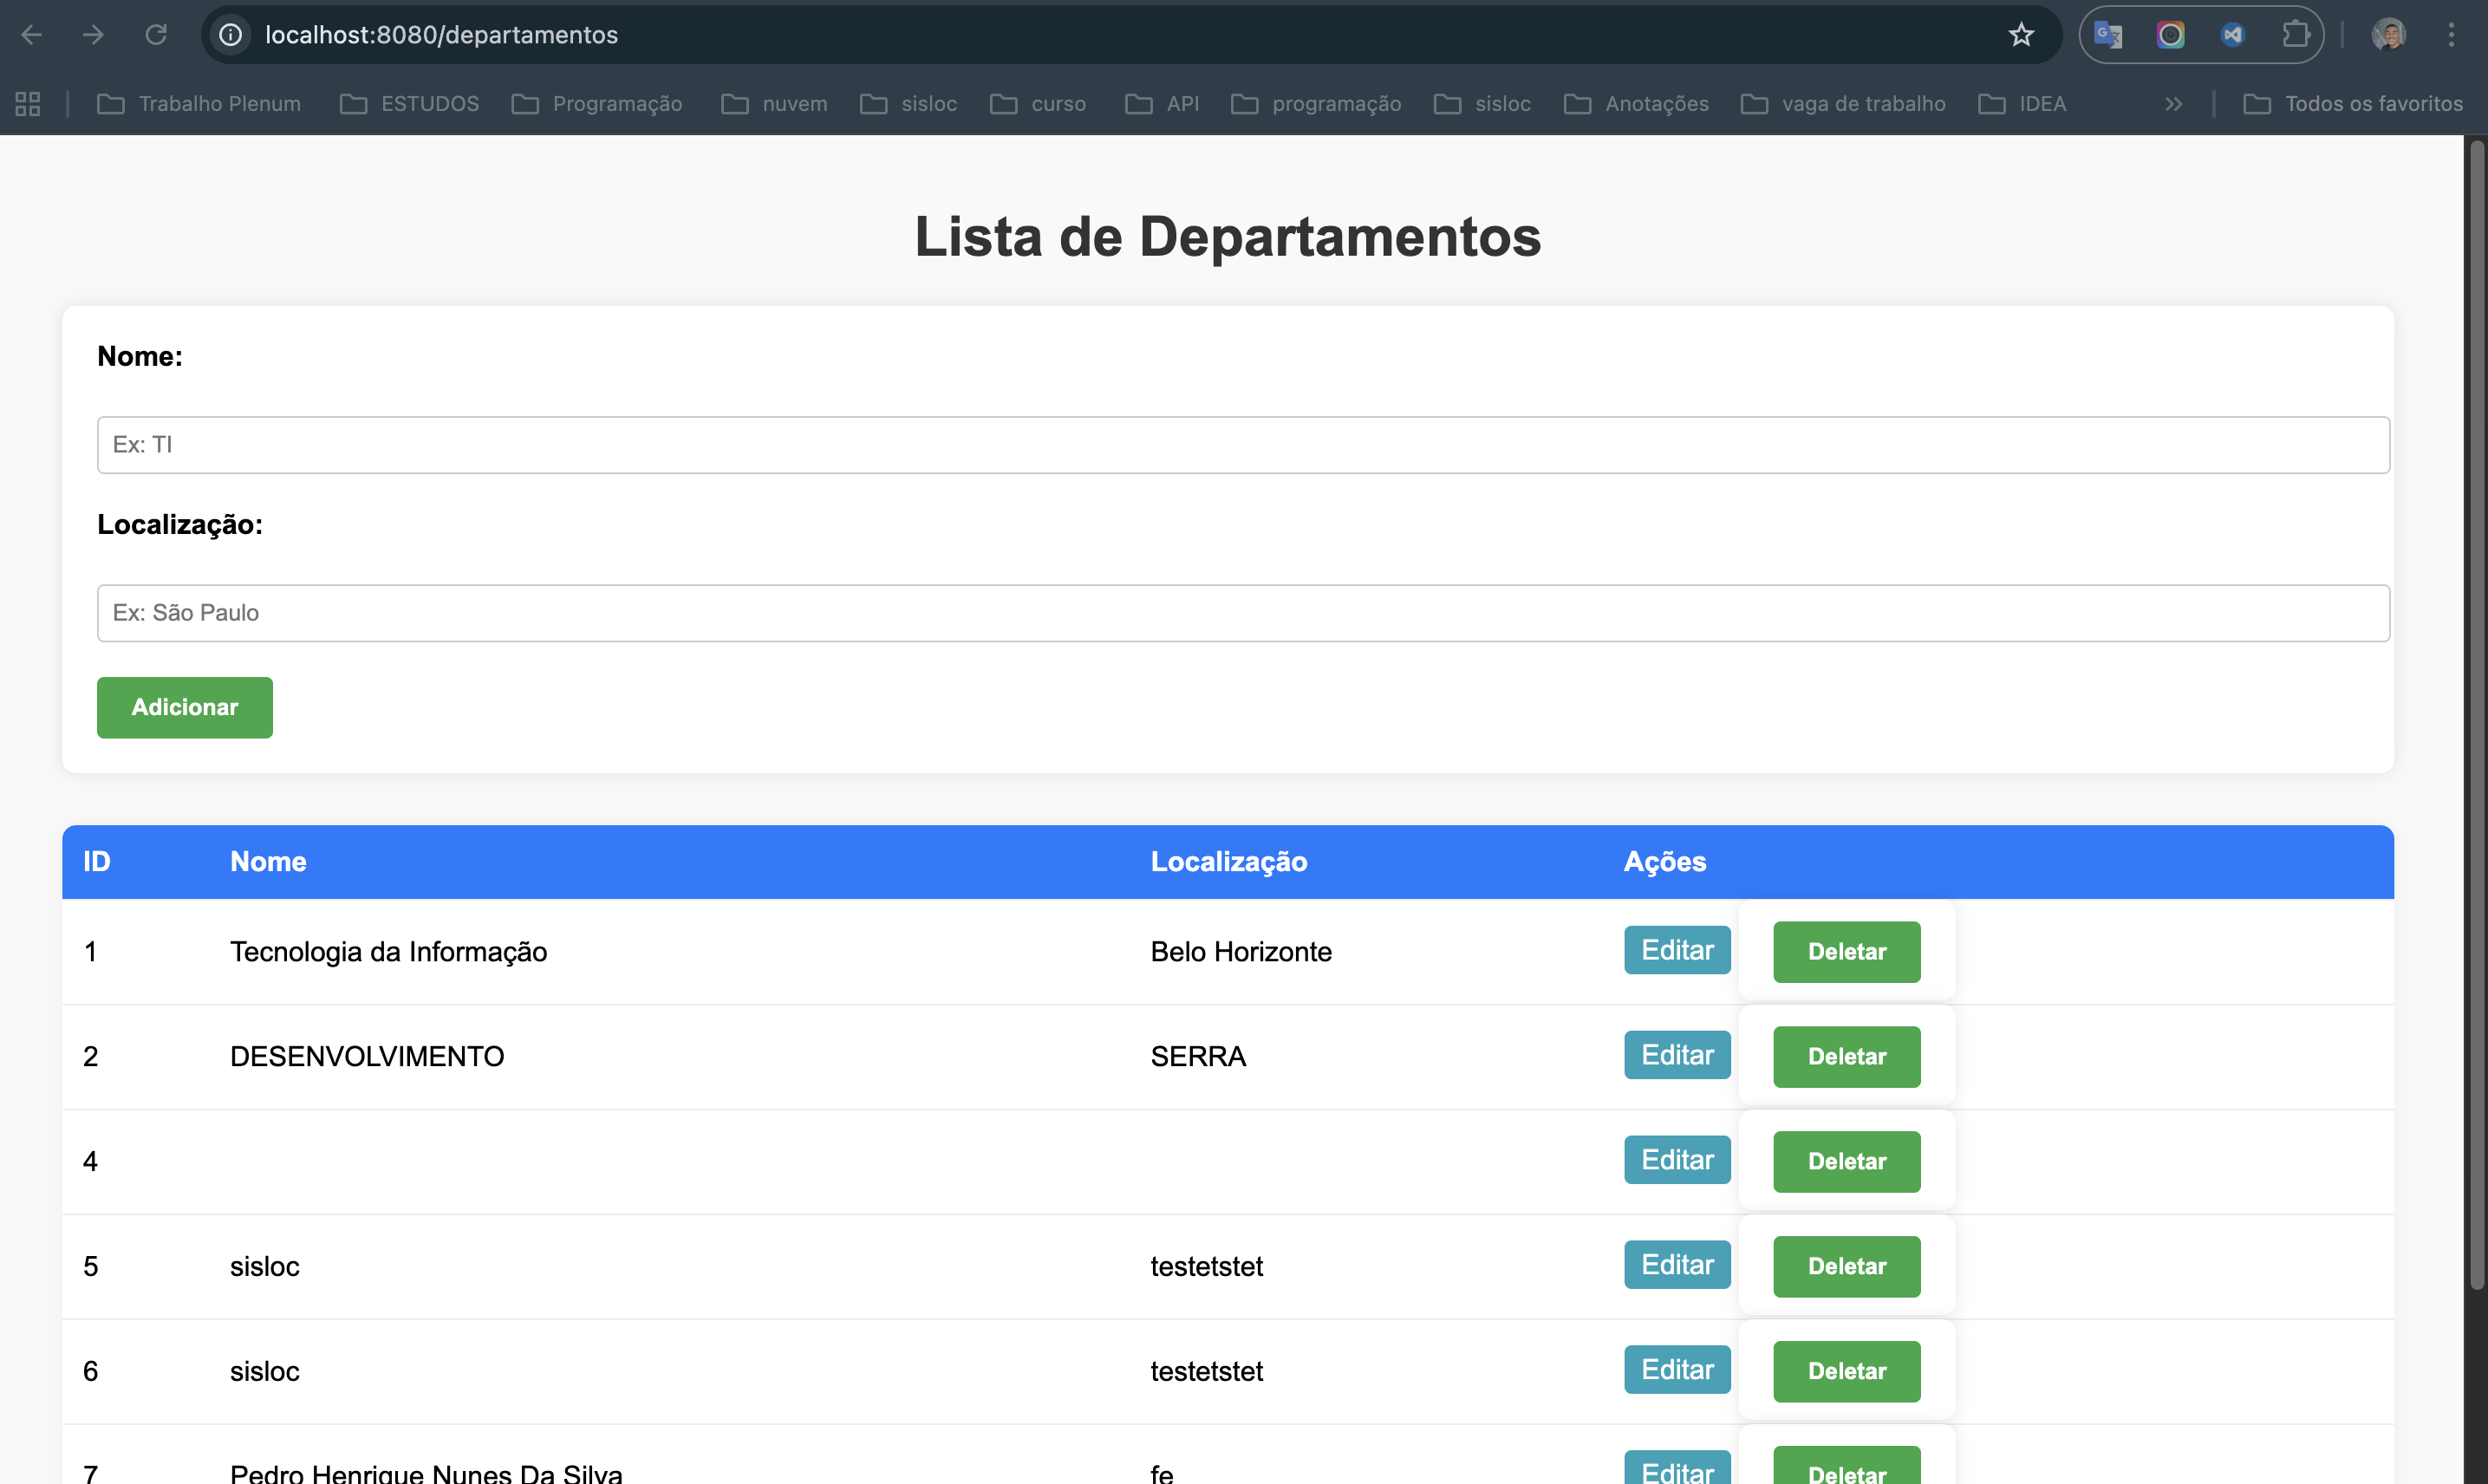 localhost:8080/departamentos
Trabalho Plenum ESTUDOS Programação nuvem sisloc curso API programação sisloc Anotações vaga de trabalho IDEA » Todos os favoritos
Lista de Departamentos
Nome:
Ex: TI
Localização:
Ex: São Paulo
Adicionar
ID Nome Localização Ações
1 Tecnologia da Informação Belo Horizonte Editar Deletar
2 DESENVOLVIMENTO SERRA Editar Deletar
4 Editar Deletar
5 sisloc testetstet Editar Deletar
6 sisloc testetstet Editar Deletar
7 Pedro Henrique Nunes Da Silva fe Editar Deletar